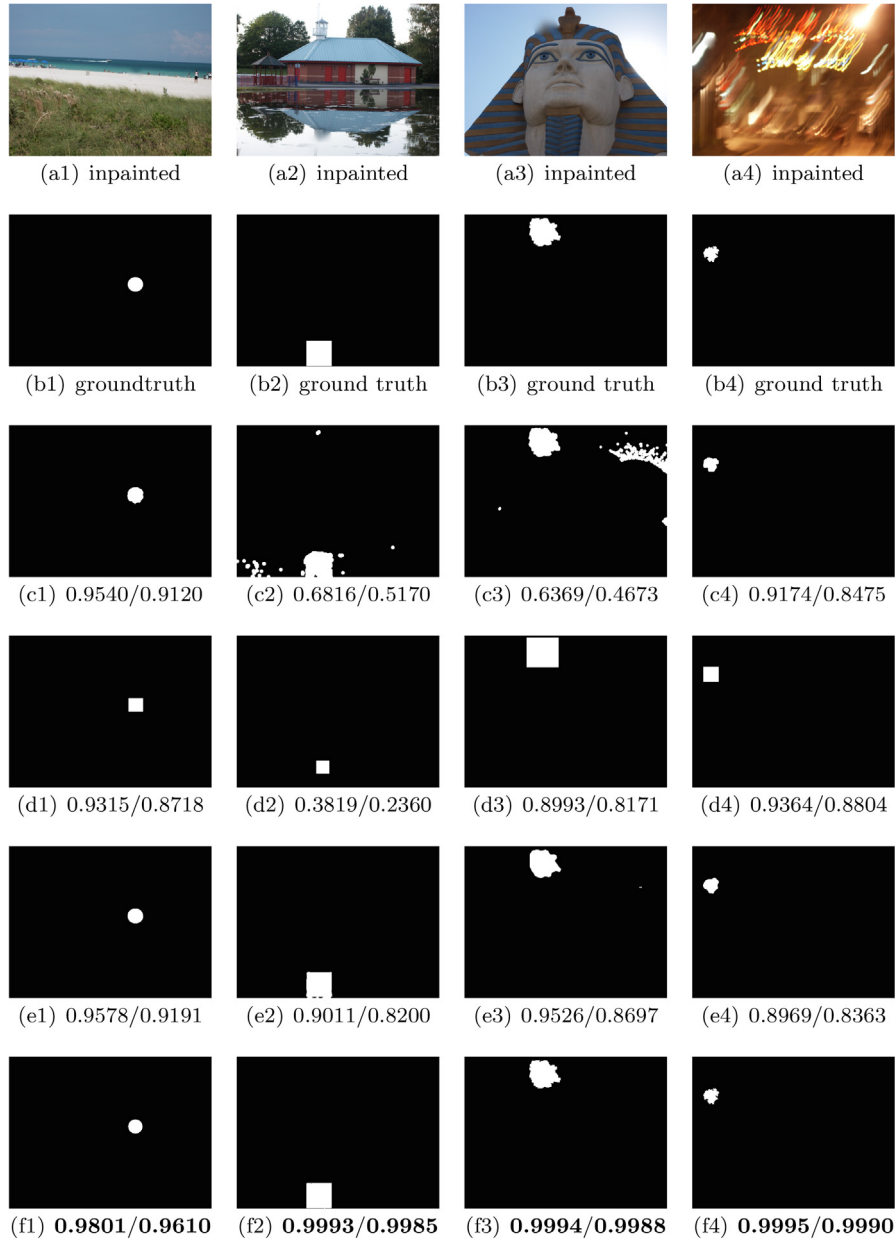 (a1) inpainted (a2) inpainted (a3) inpainted (a4) inpainted
(b1) groundtruth (b2) ground truth (b3) ground truth (b4) ground truth
(c1) 0.9540/0.9120 (c2) 0.6816/0.5170 (c3) 0.6369/0.4673 (c4) 0.9174/0.8475
(d1) 0.9315/0.8718 (d2) 0.3819/0.2360 (d3) 0.8993/0.8171 (d4) 0.9364/0.8804
(e1) 0.9578/0.9191 (e2) 0.9011/0.8200 (e3) 0.9526/0.8697 (e4) 0.8969/0.8363
(f1) 0.9801/0.9610 (f2) 0.9993/0.9985 (f3) 0.9994/0.9988 (f4) 0.9995/0.9990